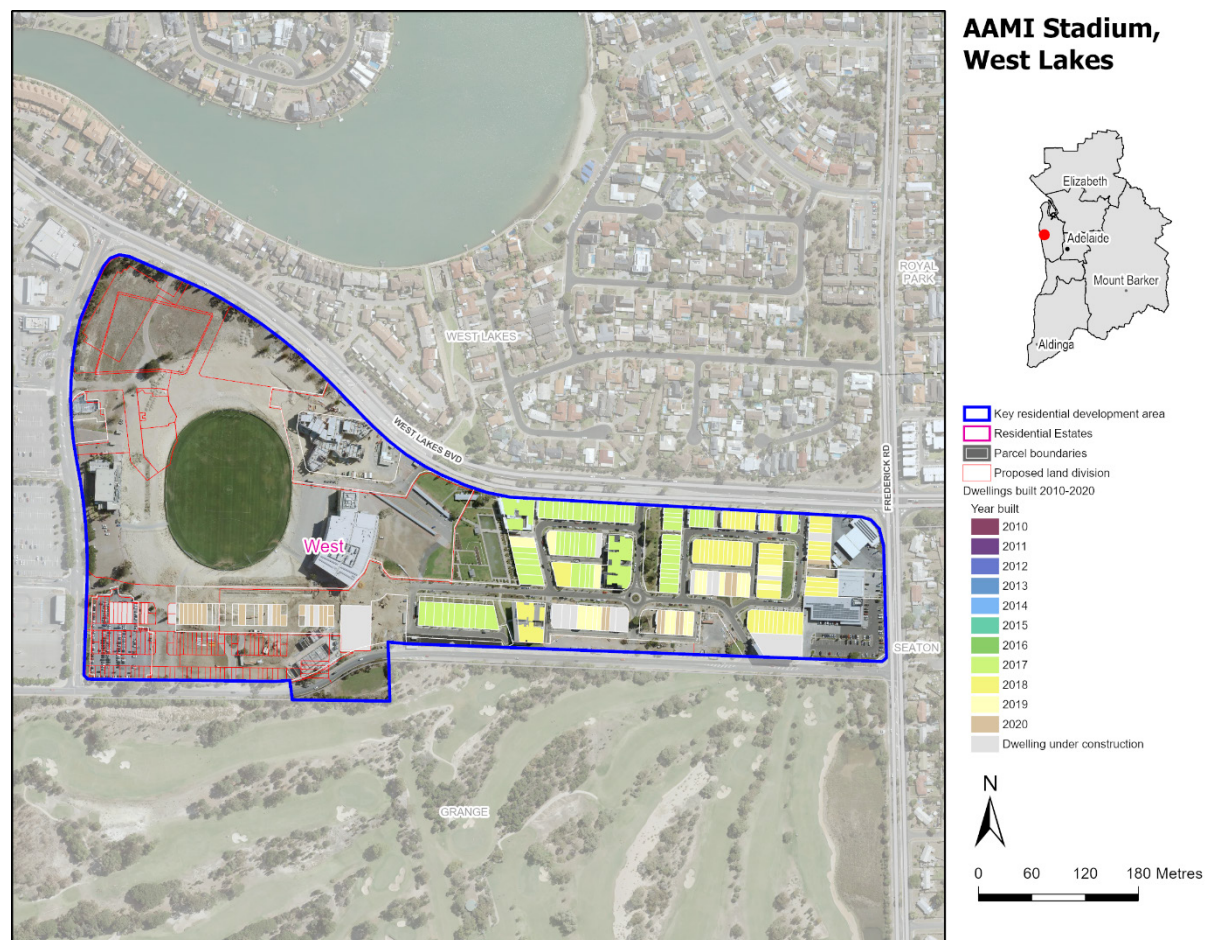 AAMI Stadium,
West Lakes
Elizabeth
Adelaide
Mount Barker
Aldinga
Key residential development area
Residential Estates
Parcel boundaries
Proposed land division
Dwellings built 2010-2020
Year built
2010
2011
2012
2013
2014
2015
2016
2017
2018
2019
2020
Dwelling under construction
N
0 60 120 180 Metres
ROYAL
PARK
WEST LAKES
WEST LAKES BVD
FREDERICK RD
West
SEATON
GRANGE